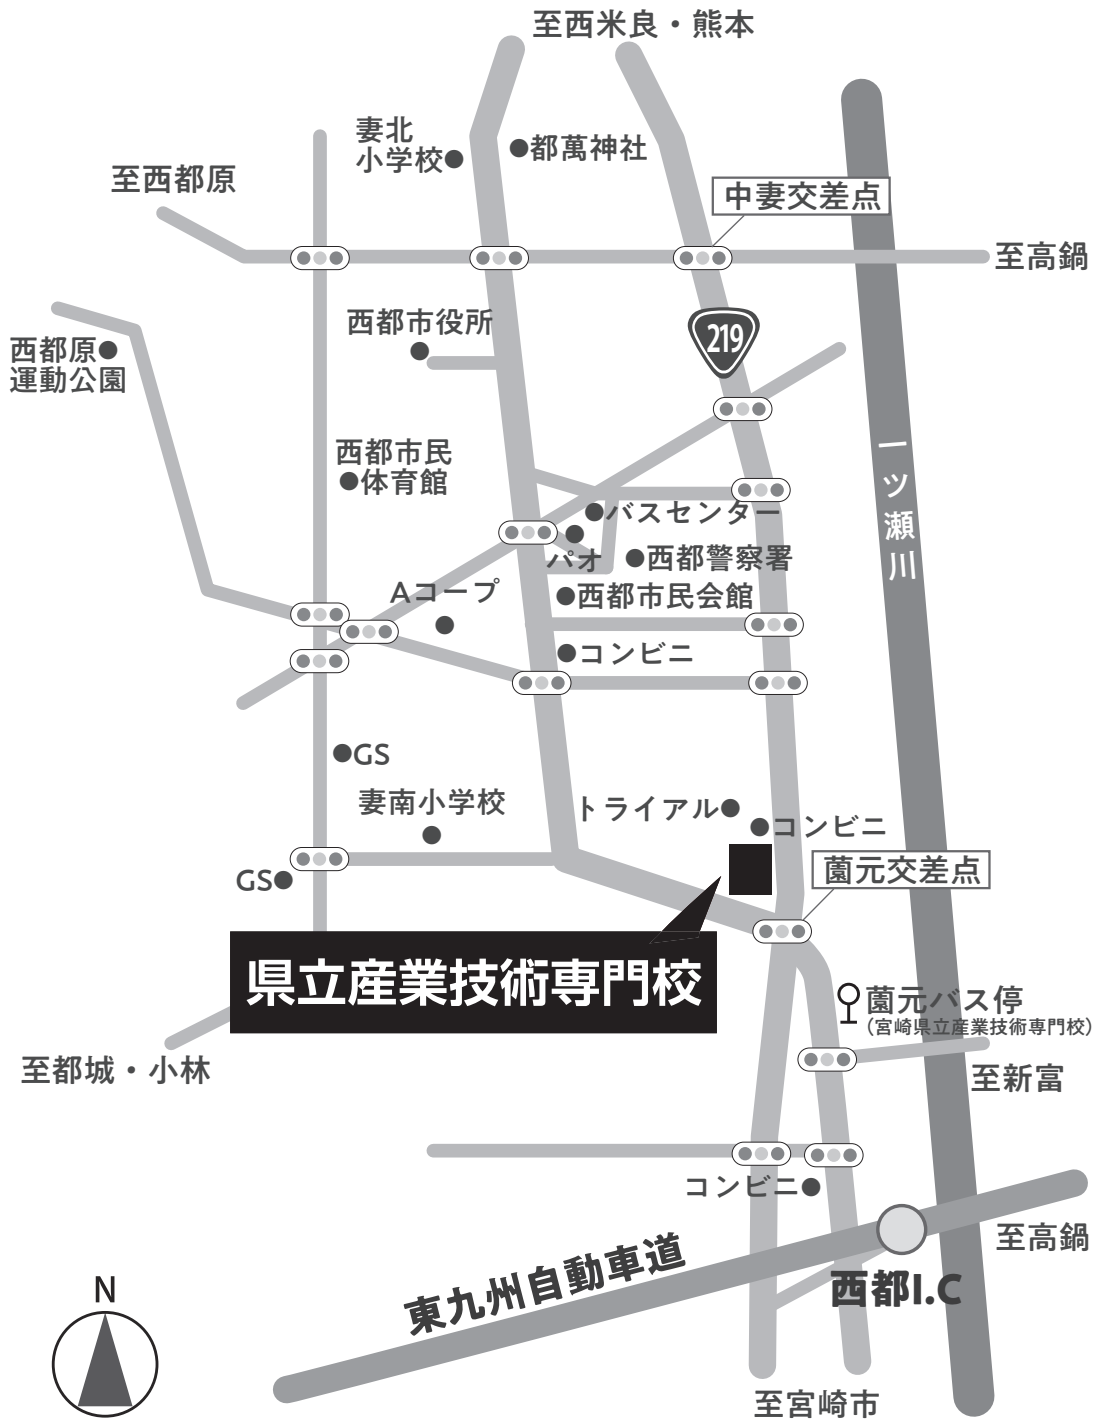 至西米良・熊本
妻北
小学校
都萬神社
至西都原
中妻交差点
至高鍋
西都市役所
219
西都原
運動公園
西都市民
体育館
一ツ瀬川
バスセンター
パオ
西都警察署
Aコープ
西都市民会館
コンビニ
GS
妻南小学校
トライアル
コンビニ
GS
薗元交差点
県立産業技術専門校
薗元バス停
(宮崎県立産業技術専門校)
至都城・小林
至新富
コンビニ
至高鍋
東九州自動車道
西都I.C
N
至宮崎市